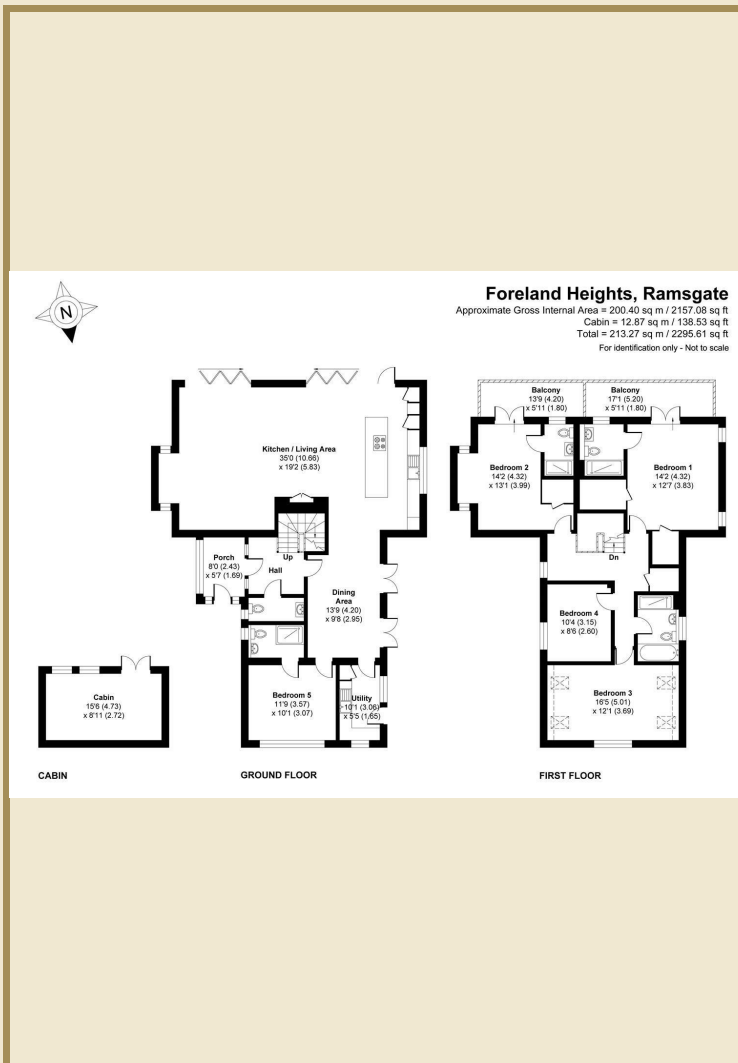 N
Foreland Heights, Ramsgate
Approximate Gross Internal Area = 200.40 sq m / 2157.08 sq ft
Cabin = 12.87 sq m / 138.53 sq ft
Total = 213.27 sq m / 2295.61 sq ft
For identification only - Not to scale
Kitchen / Living Area
35'0 (10.66)
x 19'2 (5.83)
Porch
8'0 (2.43)
x 5'7 (1.69)
Up
Hall
Dining
Area
13'9 (4.20)
x 9'8 (2.95)
Bedroom 5
11'9 (3.57)
x 10'1 (3.07)
Utility
10'1 (3.06)
x 5'5 (1.65)
Cabin
15'6 (4.73)
x 8'11 (2.72)
Balcony
13'9 (4.20)
x 5'11 (1.80)
Balcony
17'1 (5.20)
x 5'11 (1.80)
Bedroom 2
14'2 (4.32)
x 13'1 (3.99)
Bedroom 1
14'2 (4.32)
x 12'7 (3.83)
Dn
Bedroom 4
10'4 (3.15)
x 8'6 (2.60)
Bedroom 3
16'5 (5.01)
x 12'1 (3.69)
CABIN
GROUND FLOOR
FIRST FLOOR